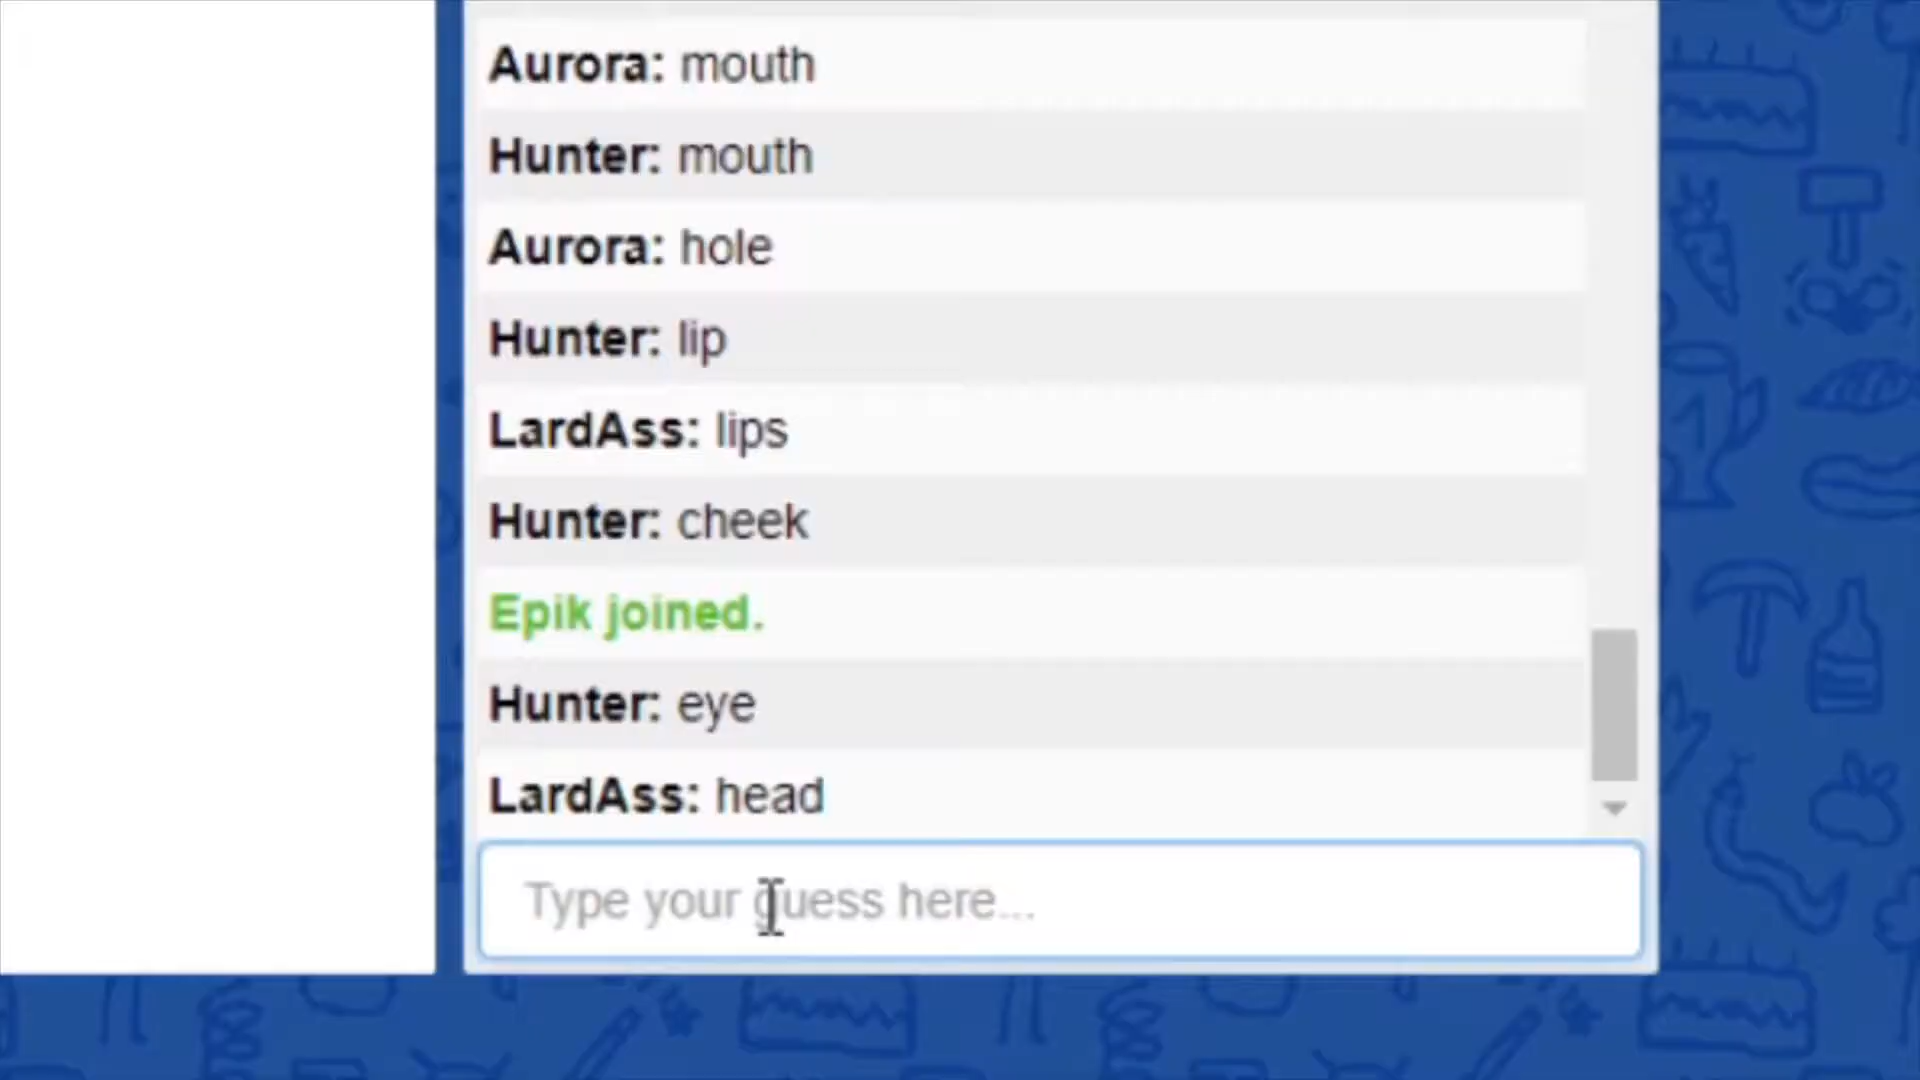 Aurora: mouth
Hunter: mouth
Aurora: hole
Hunter: lip
LardAss: lips
Hunter: cheek
Epik joined.
Hunter: eye
LardAss: head
Type your guess here...